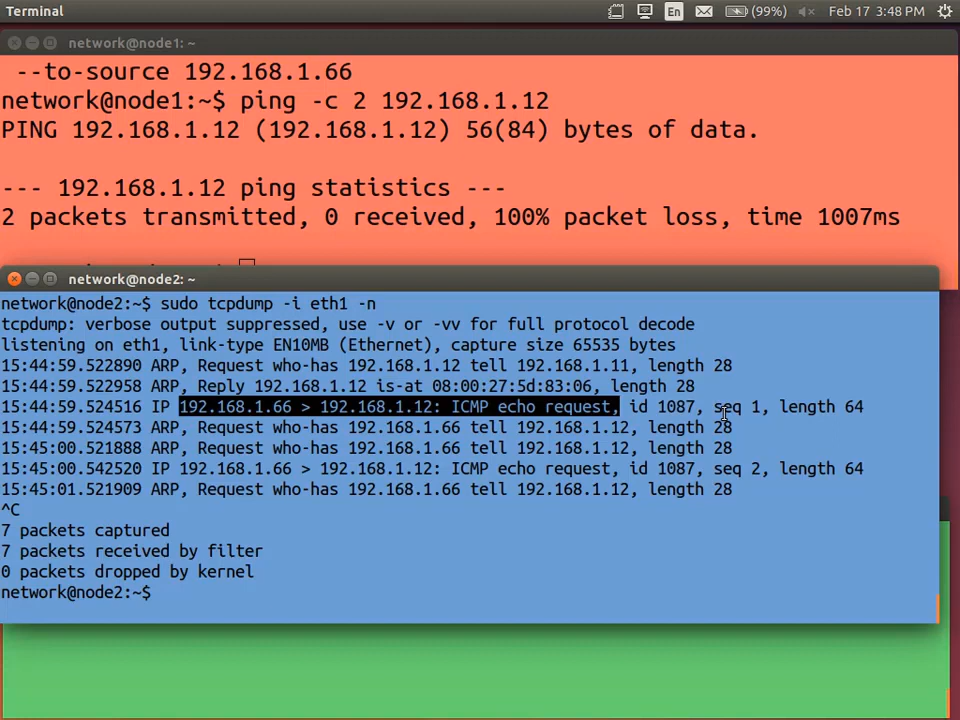 Terminal
En
(99%)
Feb 17 3:48 PM
network@node1: ~
--to-source 192.168.1.66
network@node1:~$ ping -c 2 192.168.1.12
PING 192.168.1.12 (192.168.1.12) 56(84) bytes of data.
--- 192.168.1.12 ping statistics ---
2 packets transmitted, 0 received, 100% packet loss, time 1007ms
network@node2: ~
network@node2:~$ sudo tcpdump -i eth1 -n
tcpdump: verbose output suppressed, use -v or -vv for full protocol decode
listening on eth1, link-type EN10MB (Ethernet), capture size 65535 bytes
15:44:59.522890 ARP, Request who-has 192.168.1.12 tell 192.168.1.11, length 28
15:44:59.522958 ARP, Reply 192.168.1.12 is-at 08:00:27:5d:83:06, length 28
15:44:59.524516 IP 192.168.1.66 > 192.168.1.12: ICMP echo request, id 1087, seq 1, length 64
15:44:59.524573 ARP, Request who-has 192.168.1.66 tell 192.168.1.12, length 28
15:45:00.521888 ARP, Request who-has 192.168.1.66 tell 192.168.1.12, length 28
15:45:00.542520 IP 192.168.1.66 > 192.168.1.12: ICMP echo request, id 1087, seq 2, length 64
15:45:01.521909 ARP, Request who-has 192.168.1.66 tell 192.168.1.12, length 28
^C
7 packets captured
7 packets received by filter
0 packets dropped by kernel
network@node2:~$